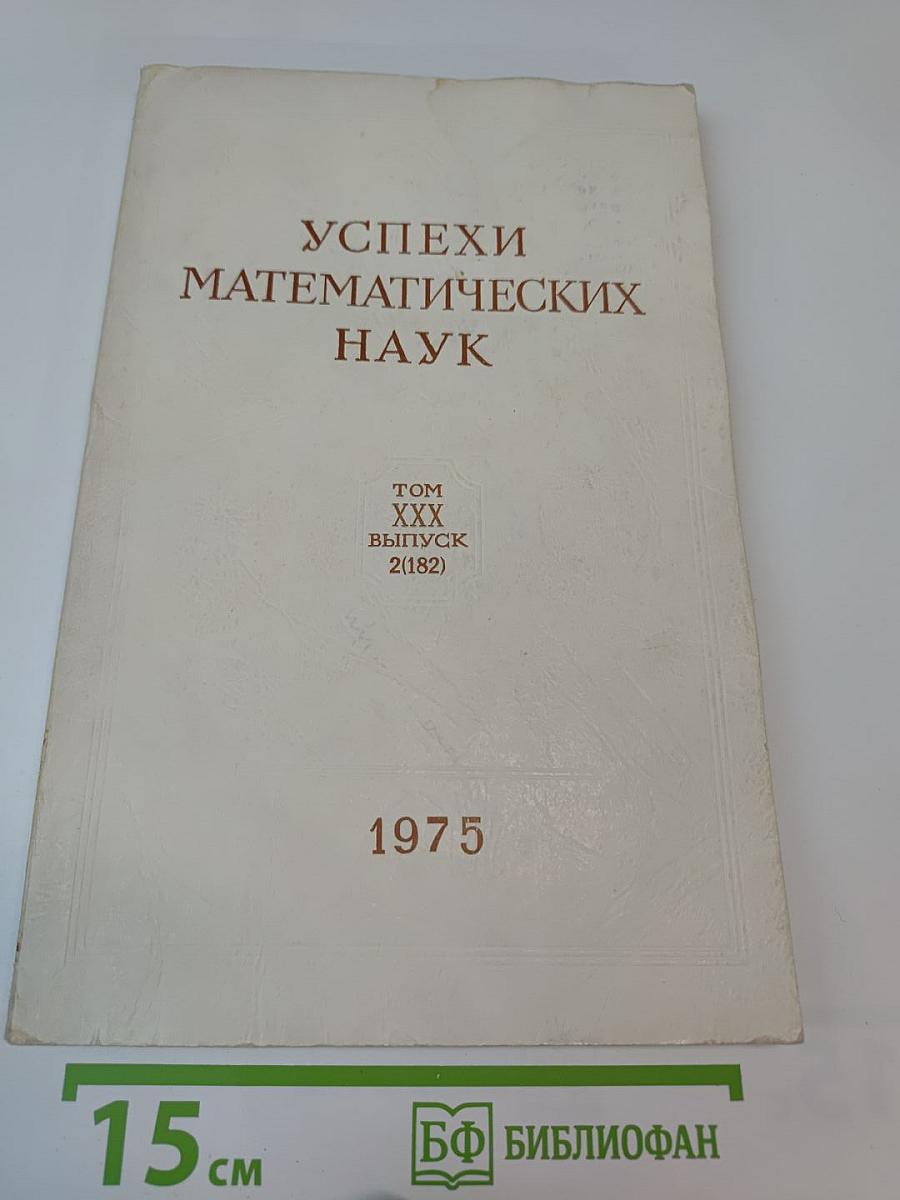 УСПЕХИ
МАТЕМАТИЧЕСКИХ
НАУК
ТОМ
XXX
ВЫПУСК
2(182)
1975
15 см
БФ БИБЛИОФАН